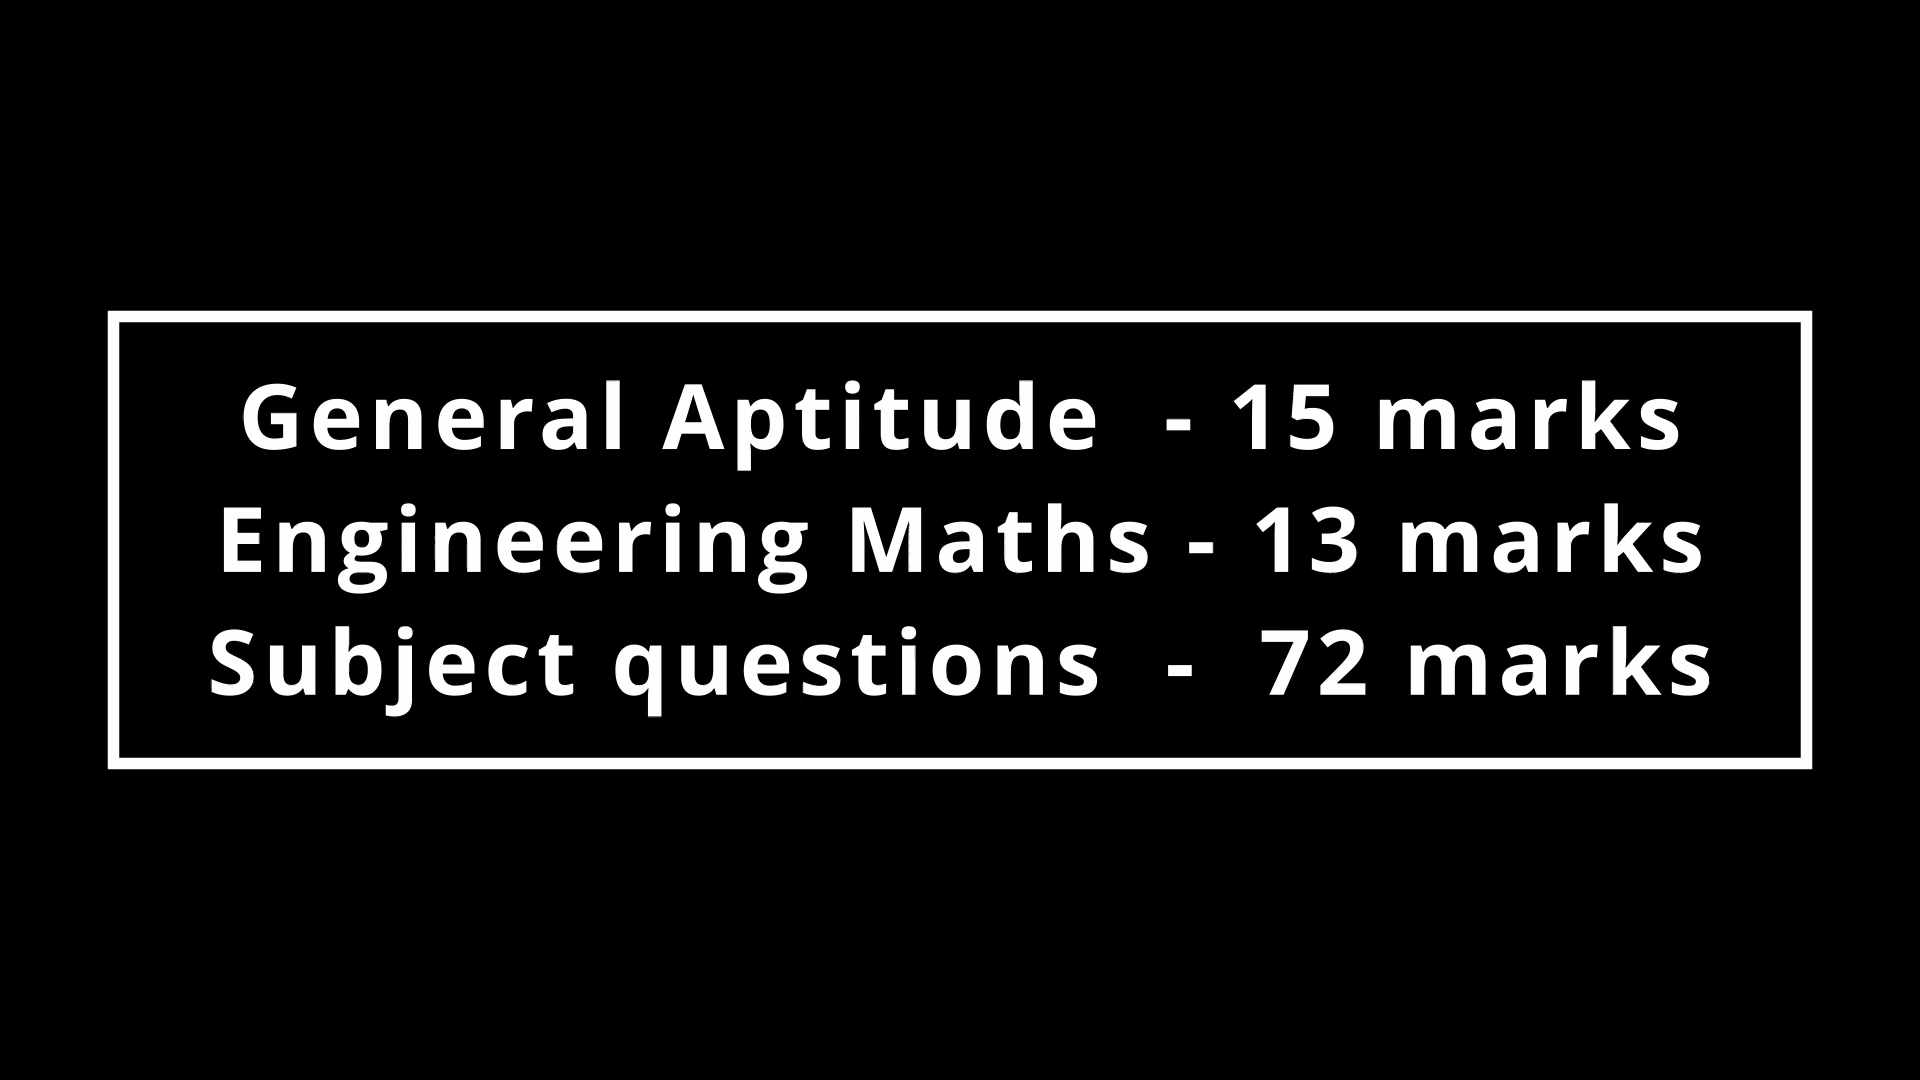 General Aptitude - 15 marks
Engineering Maths - 13 marks
Subject questions - 72 marks